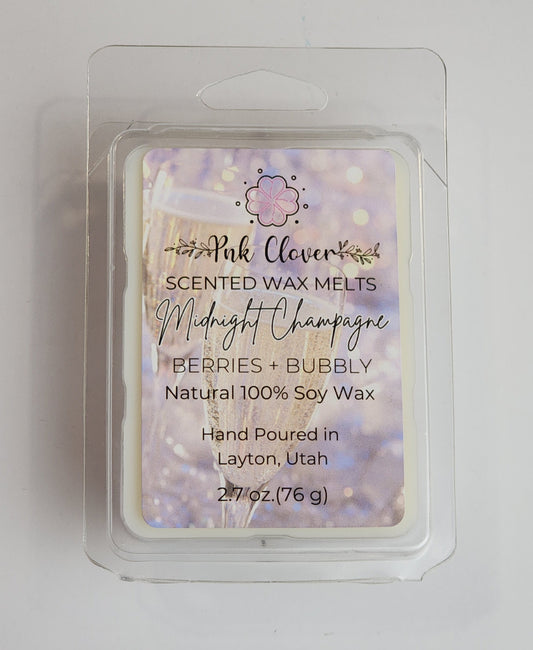 Pnk Clover
SCENTED WAX MELTS
Midnight Champagne
BERRIES + BUBBLY
Natural 100% Soy Wax
Hand Poured in
Layton, Utah
2.7 oz.(76 g)